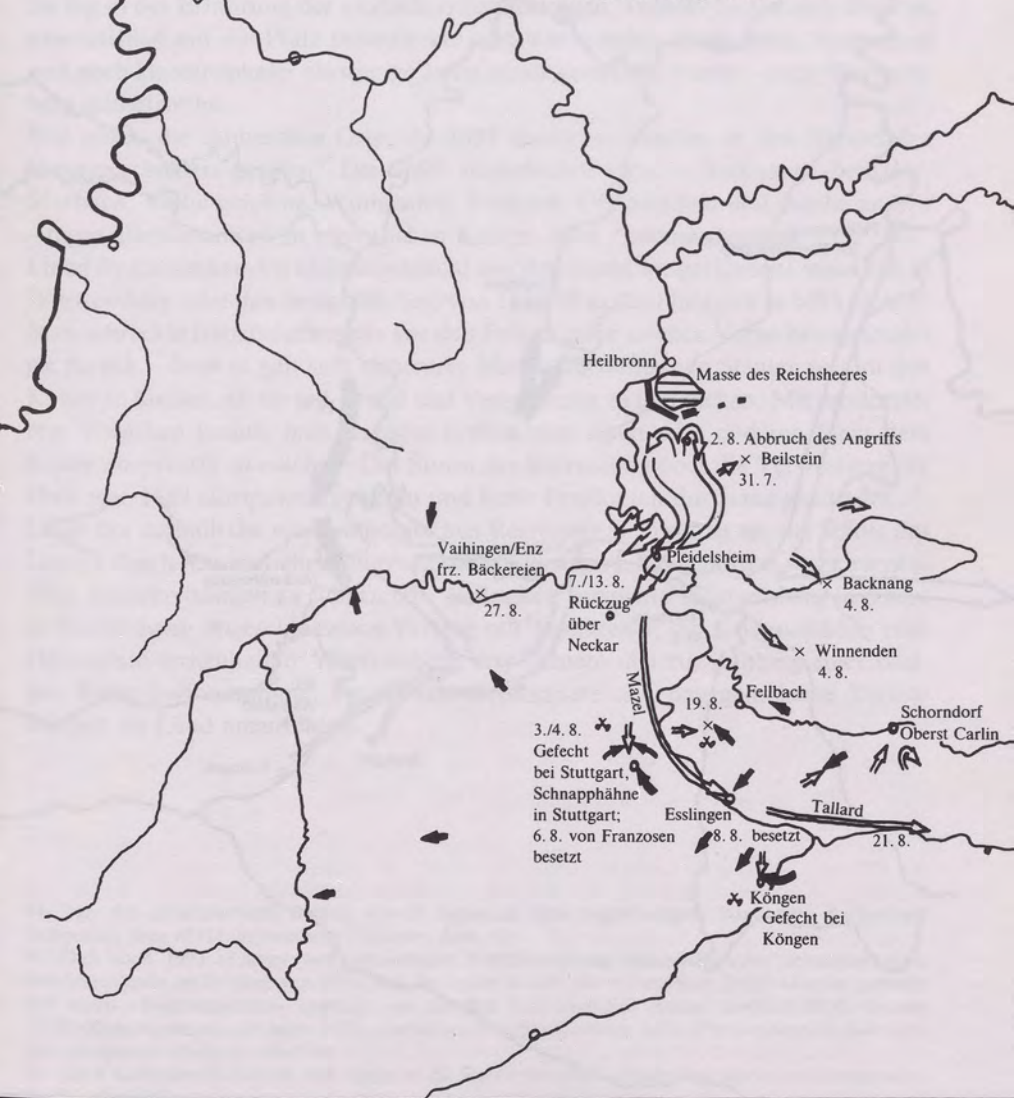 Heilbronn
Masse des Reichsheeres
2. 8. Abbruch des Angriffs
Beilstein
31. 7.
Pleidelsheim
Vaihingen/Enz
frz. Bäckereien
27. 8.
7./13. 8.
Rückzug
über
Neckar
Backnang
4. 8.
Winnenden
4. 8.
Mazel
Fellbach
19. 8.
Schorndorf
Oberst Carlin
3./4. 8.
Gefecht
bei Stuttgart,
Schnapphähne
in Stuttgart;
6. 8. von Franzosen
besetzt
Esslingen
8. 8. besetzt
Tallard
21. 8.
Köngen
Gefecht bei
Köngen